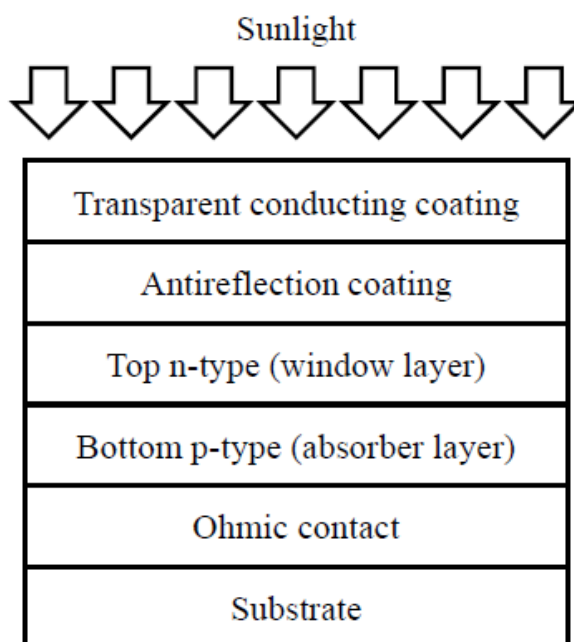 Sunlight
Transparent conducting coating
Antireflection coating
Top n-type (window layer)
Bottom p-type (absorber layer)
Ohmic contact
Substrate